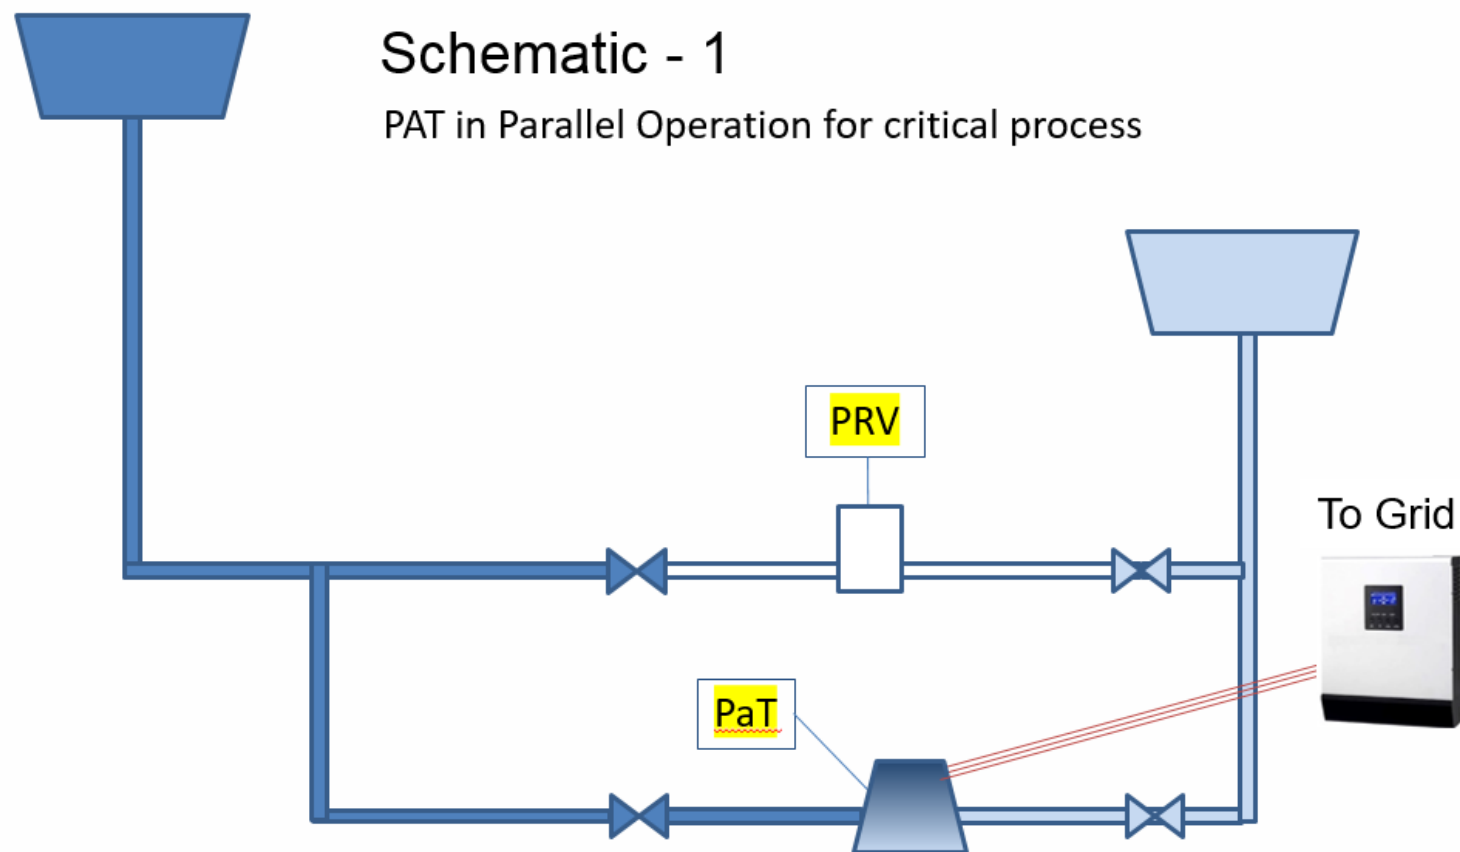 Schematic - 1
PAT in Parallel Operation for critical process
PRV
To Grid
PaT